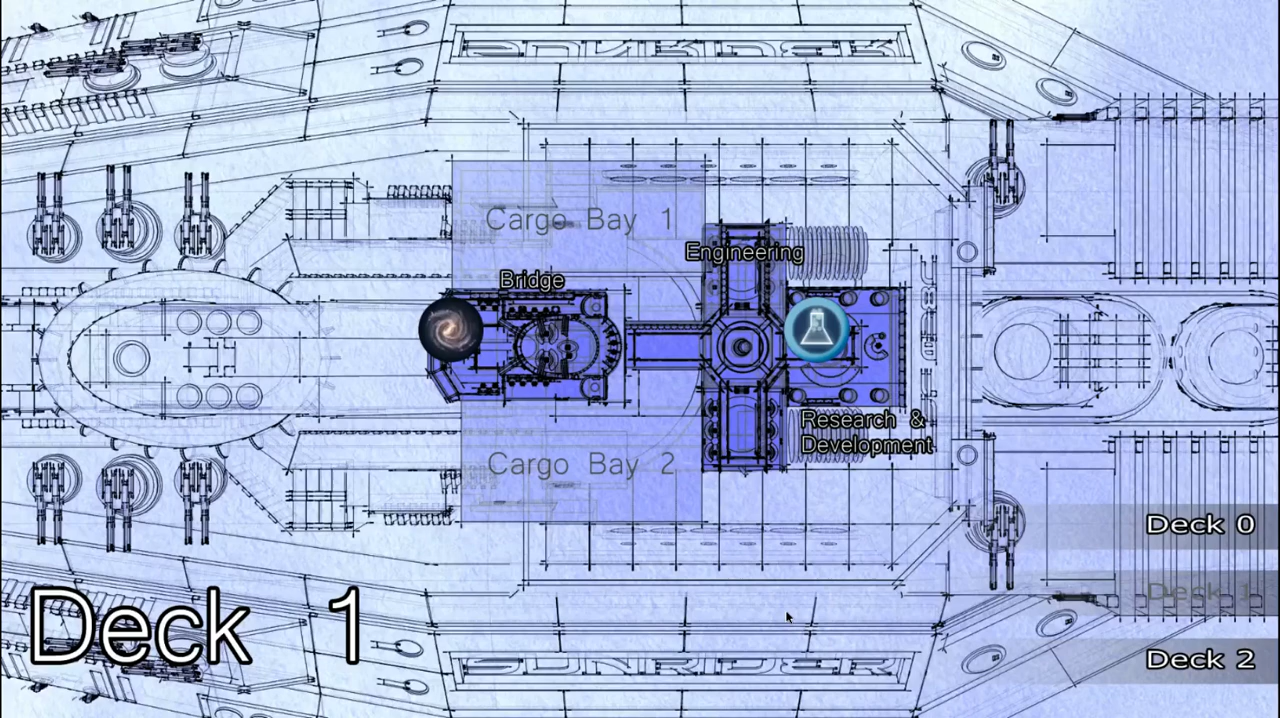 SUNRIDER
Cargo Bay 1
Engineering
Bridge
Research &
Development
Cargo Bay 2
Deck 0
Deck 1
Deck 1
Deck 2
SUNRIDER